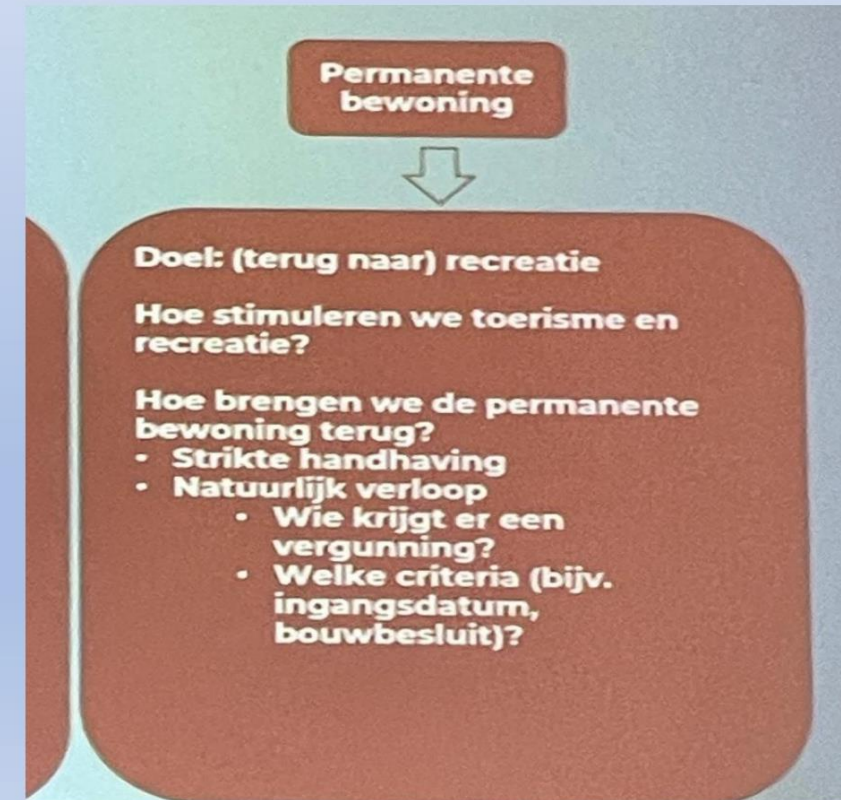 Permanente
bewoning
Doel: (terug naar) recreatie
Hoe stimuleren we toerisme en
recreatie?
Hoe brengen we de permanente
bewoning terug?
• Strikte handhaving
• Natuurlijk verloop
• Wie krijgt er een
vergunning?
• Welke criteria (bijv.
ingangsdatum,
bouwbesluit)?